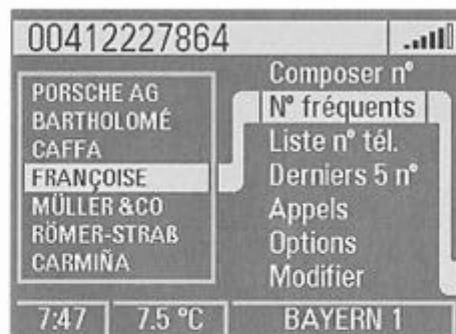 00412227864
PORSCHE AG
BARTHOLOMÉ
CAFFA
FRANÇOISE
MÜLLER &CO
RÖMER-STRAß
CARMIÑA
Composer n°
N° fréquents
Liste n° tél.
Derniers 5 n°
Appels
Options
Modifier
7:47
7.5 °C
BAYERN 1